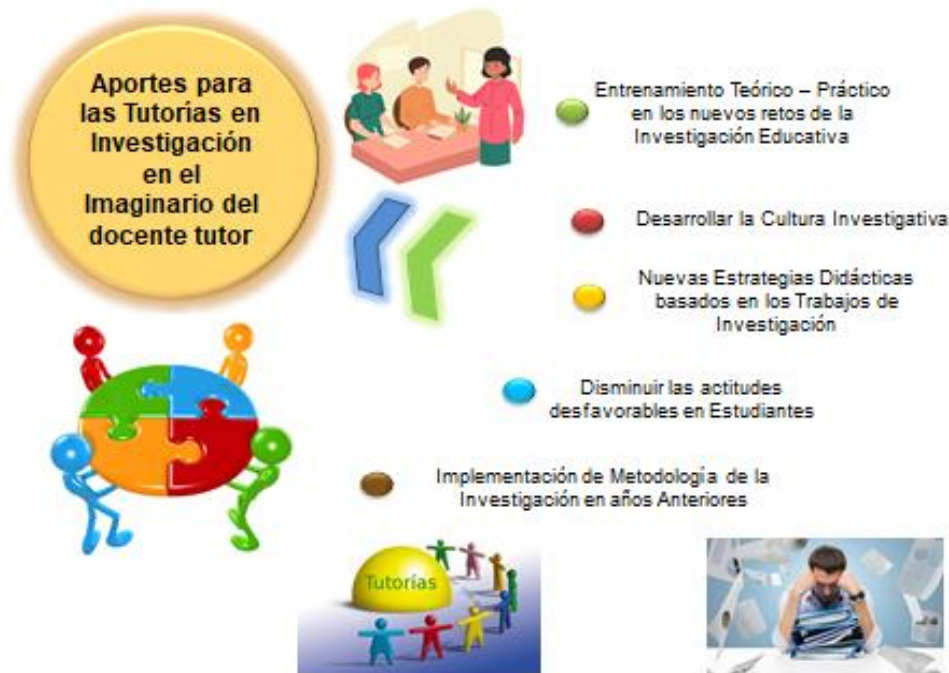 Aportes para
las Tutorías en
Investigación
en el
Imaginario del
docente tutor
Entrenamiento Teórico – Práctico
en los nuevos retos de la
Investigación Educativa
Desarrollar la Cultura Investigativa
Nuevas Estrategias Didácticas
basados en los Trabajos de
Investigación
Disminuir las actitudes
desfavorables en Estudiantes
Implementación de Metodología de la
Investigación en años Anteriores
Tutorías